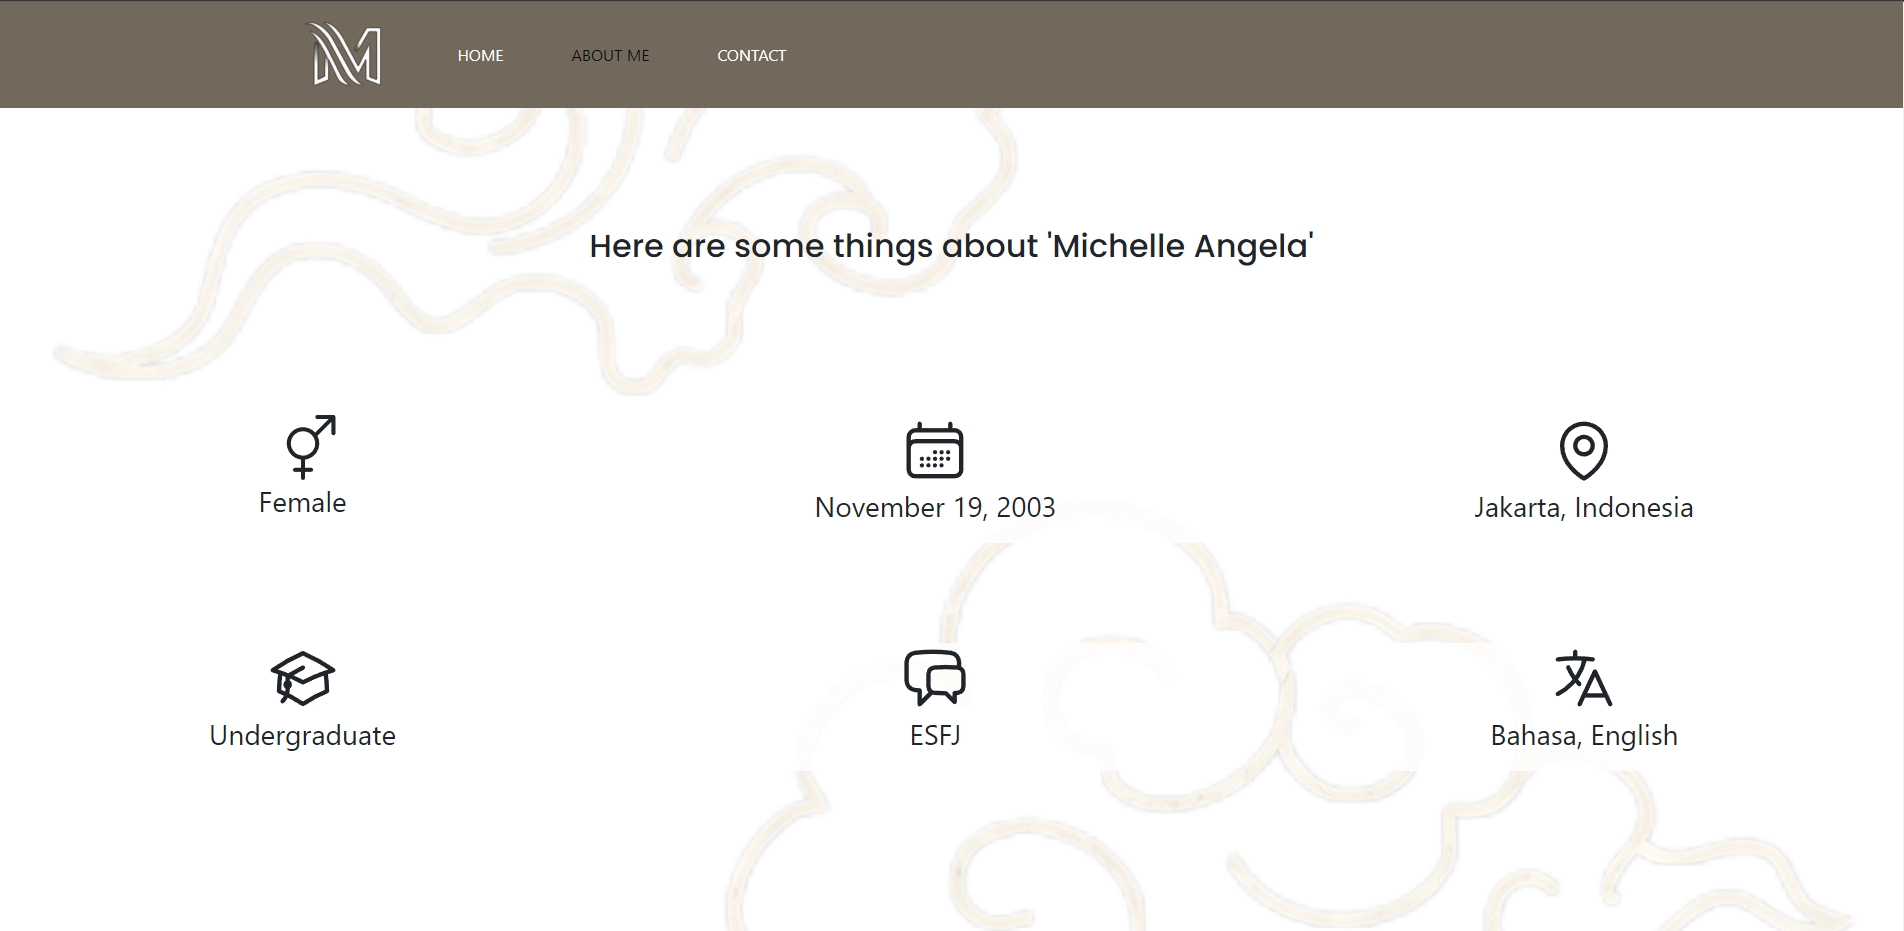 M
HOME
ABOUT ME
CONTACT
Here are some things about 'Michelle Angela'
Female
November 19, 2003
Jakarta, Indonesia
Undergraduate
ESFJ
Bahasa, English